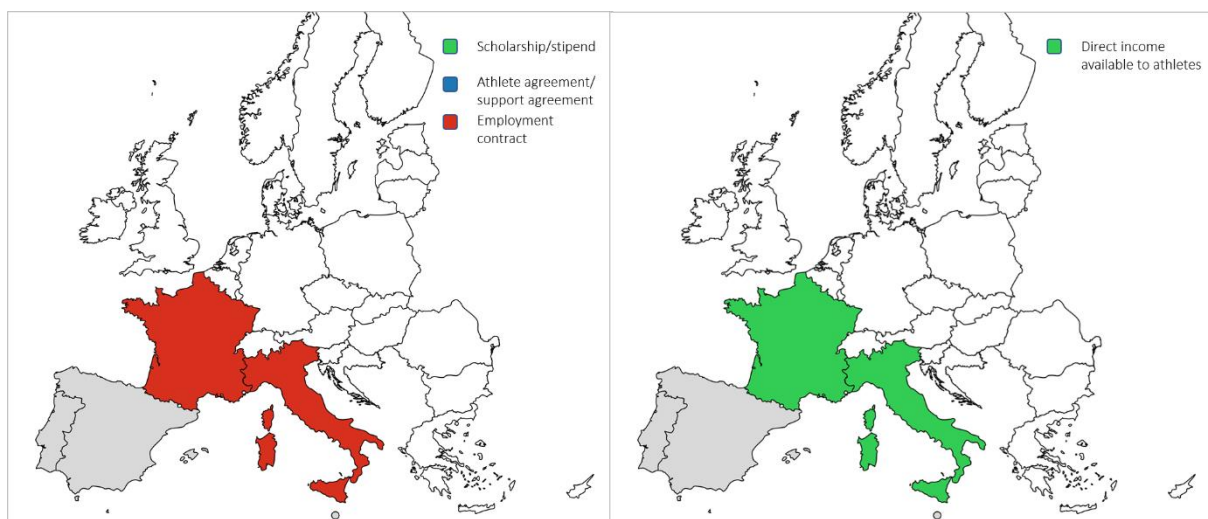 Scholarship/stipend
Athlete agreement/
support agreement
Employment
contract
Direct income
available to athletes